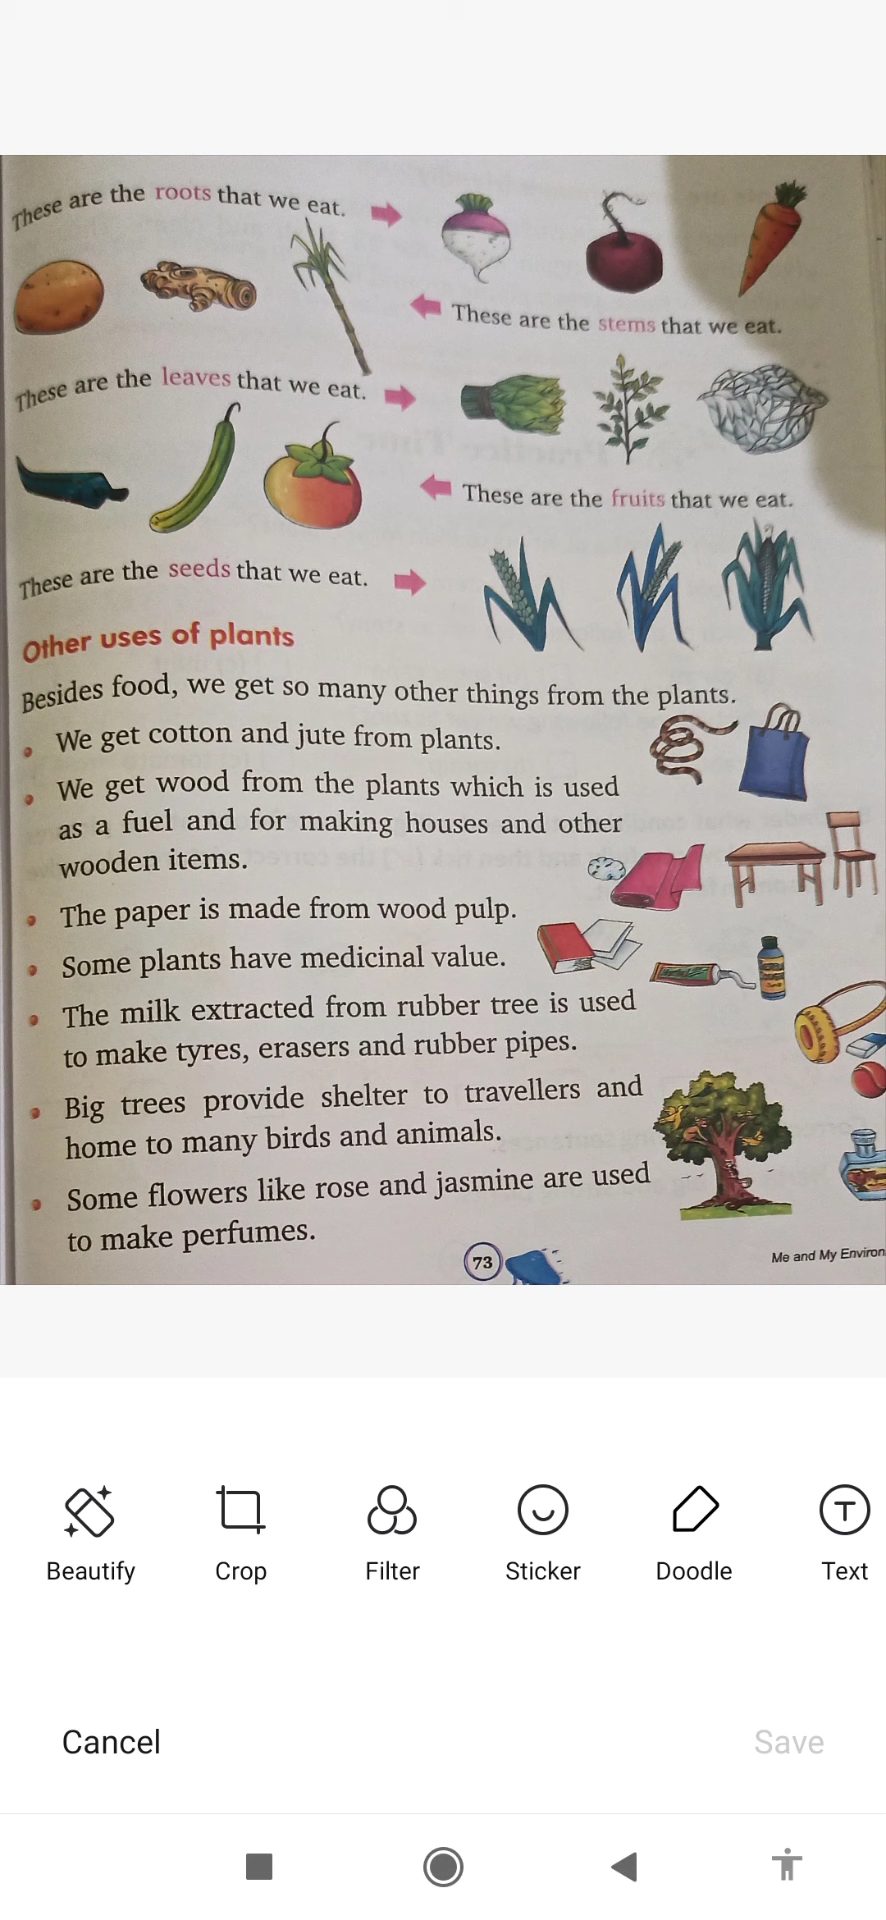 These are the roots that we eat.
These are the stems that we eat.
These are the leaves that we eat.
These are the fruits that we eat.
These are the seeds that we eat.
Other uses of plants
Besides food, we get so many other things from the plants.
• We get cotton and jute from plants.
• We get wood from the plants which is used
as a fuel and for making houses and other
wooden items.
• The paper is made from wood pulp.
• Some plants have medicinal value.
• The milk extracted from rubber tree is used
to make tyres, erasers and rubber pipes.
• Big trees provide shelter to travellers and
home to many birds and animals.
• Some flowers like rose and jasmine are used
to make perfumes.
73
Me and My Environ
Beautify
Crop
Filter
Sticker
Doodle
T
Text
Cancel
Save